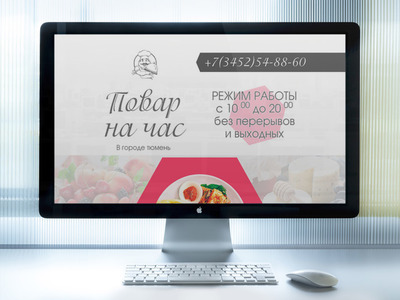 +7(3452)54-88-60
Повар
на час
В городе тюмень
РЕЖИМ РАБОТЫ
с 10 00 до 20 00
без перерывов
и выходных